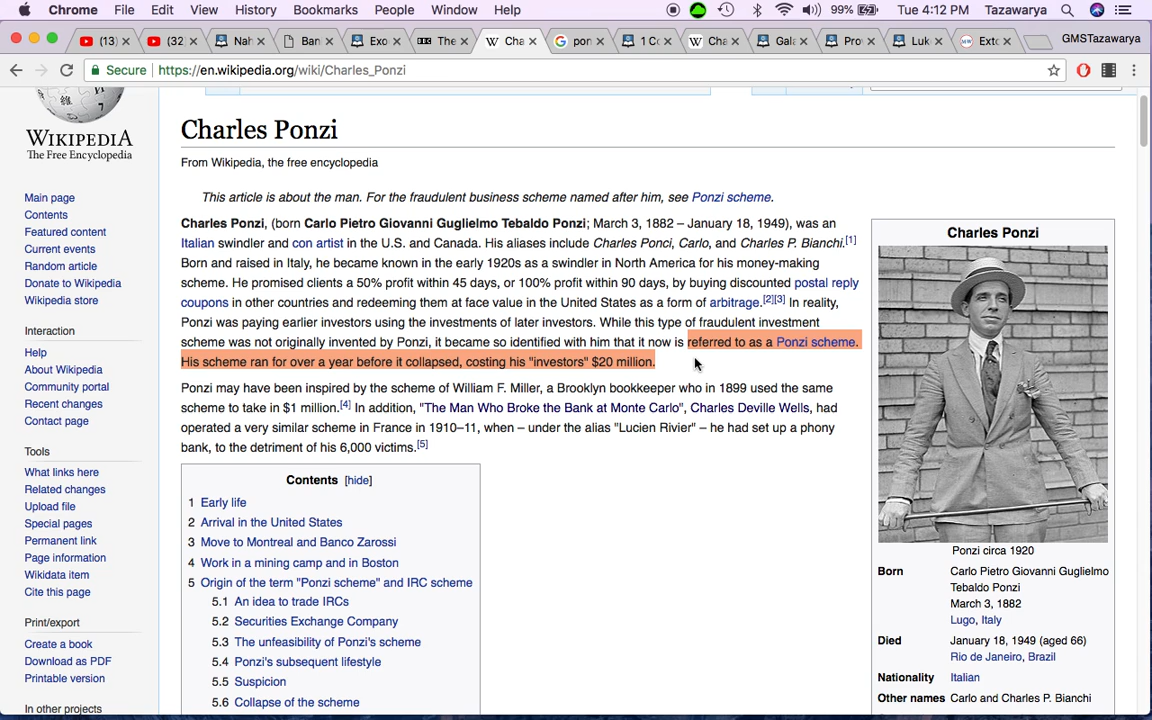 Chrome File Edit View History Bookmarks People Window Help 99% Tue 4:12 PM Tazawarya
(13) (32) Nah Ban Exo The Cha pon 1 Co Cha Gala Pro Luk Exto GMSTazawarya
Secure https://en.wikipedia.org/wiki/Charles_Ponzi
WIKIPEDIA
The Free Encyclopedia
Main page
Contents
Featured content
Current events
Random article
Donate to Wikipedia
Wikipedia store
Interaction
Help
About Wikipedia
Community portal
Recent changes
Contact page
Tools
What links here
Related changes
Upload file
Special pages
Permanent link
Page information
Wikidata item
Cite this page
Print/export
Create a book
Download as PDF
Printable version
In other projects
Charles Ponzi
From Wikipedia, the free encyclopedia
This article is about the man. For the fraudulent business scheme named after him, see Ponzi scheme.
Charles Ponzi, (born Carlo Pietro Giovanni Guglielmo Tebaldo Ponzi; March 3, 1882 – January 18, 1949), was an
Italian swindler and con artist in the U.S. and Canada. His aliases include Charles Ponci, Carlo, and Charles P. Bianchi.[1]
Born and raised in Italy, he became known in the early 1920s as a swindler in North America for his money-making
scheme. He promised clients a 50% profit within 45 days, or 100% profit within 90 days, by buying discounted postal reply
coupons in other countries and redeeming them at face value in the United States as a form of arbitrage.[2][3] In reality,
Ponzi was paying earlier investors using the investments of later investors. While this type of fraudulent investment
scheme was not originally invented by Ponzi, it became so identified with him that it now is referred to as a Ponzi scheme.
His scheme ran for over a year before it collapsed, costing his "investors" $20 million.
Ponzi may have been inspired by the scheme of William F. Miller, a Brooklyn bookkeeper who in 1899 used the same
scheme to take in $1 million.[4] In addition, "The Man Who Broke the Bank at Monte Carlo", Charles Deville Wells, had
operated a very similar scheme in France in 1910–11, when – under the alias "Lucien Rivier" – he had set up a phony
bank, to the detriment of his 6,000 victims.[5]
Contents [hide]
1 Early life
2 Arrival in the United States
3 Move to Montreal and Banco Zarossi
4 Work in a mining camp and in Boston
5 Origin of the term "Ponzi scheme" and IRC scheme
5.1 An idea to trade IRCs
5.2 Securities Exchange Company
5.3 The unfeasibility of Ponzi's scheme
5.4 Ponzi's subsequent lifestyle
5.5 Suspicion
5.6 Collapse of the scheme
Charles Ponzi
Ponzi circa 1920
Born Carlo Pietro Giovanni Guglielmo
Tebaldo Ponzi
March 3, 1882
Lugo, Italy
Died January 18, 1949 (aged 66)
Rio de Janeiro, Brazil
Nationality Italian
Other names Carlo and Charles P. Bianchi